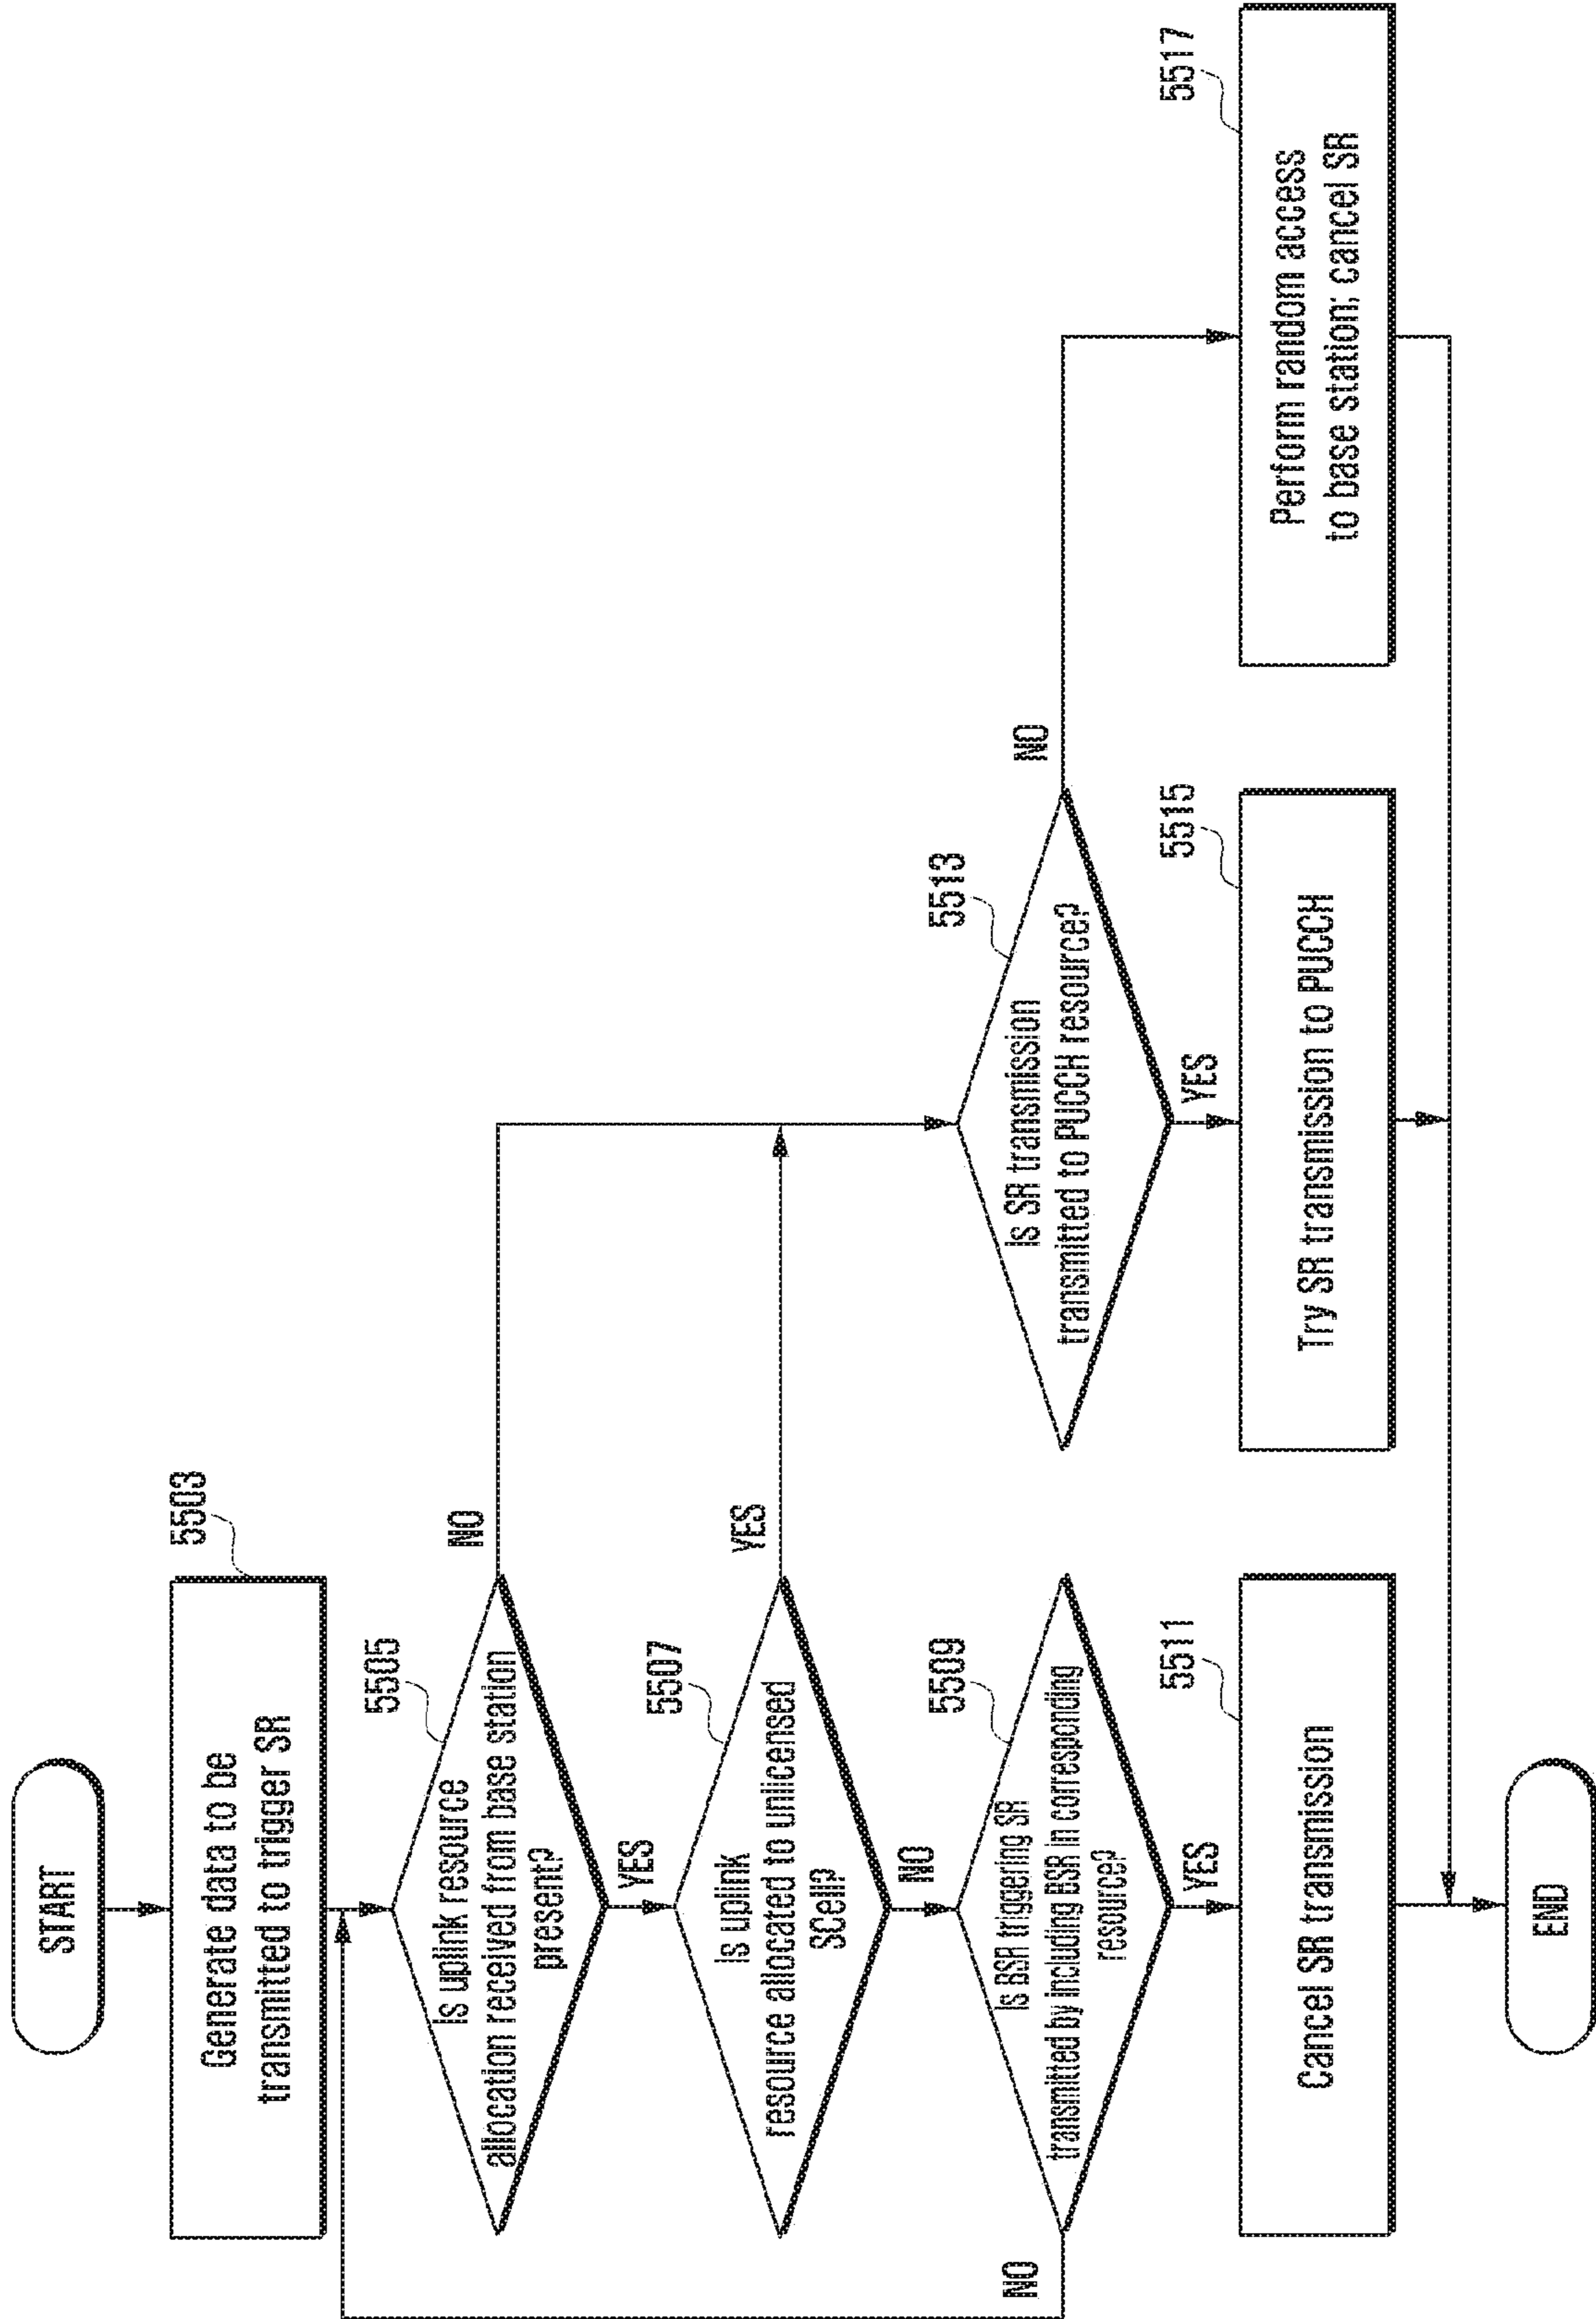 START
5503
Generate data to be
transmitted to trigger SR
5505
Is uplink resource
allocation received from base station
present?
NO
YES
5507
Is uplink
resource allocated to unlicensed
SCell?
YES
NO
5509
Is BSR triggering SR
transmitted by including BSR in corresponding
resource?
NO
YES
5513
Is SR transmission
transmitted to PUCCH resource?
NO
YES
5511
Cancel SR transmission
5515
Try SR transmission to PUCCH
5517
Perform random access
to base station; cancel SR
END